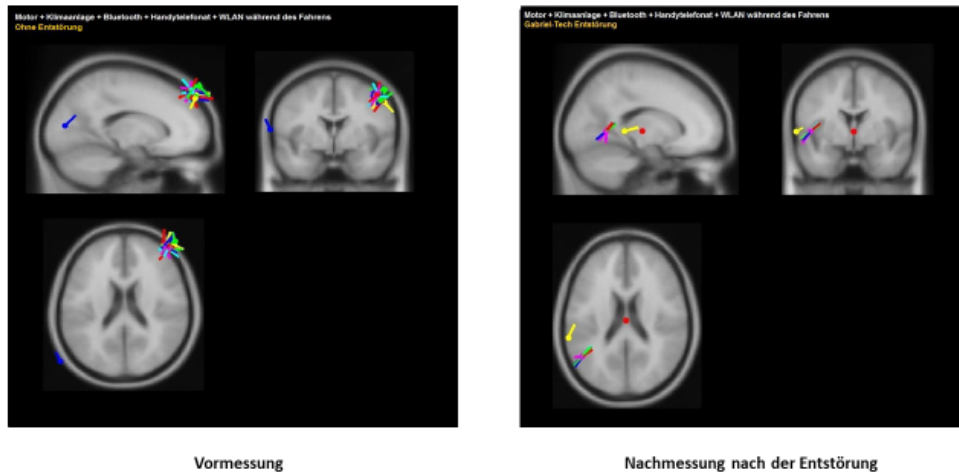 Motor + Klimaanlage + Bluetooth + Handytelefonat + WLAN während des Fahrens
Ohne Entstörung
Motor + Klimaanlage + Bluetooth + Handytelefonat + WLAN während des Fahrens
Gabriel-Tech Entstörung
Vormessung
Nachmessung nach der Entstörung